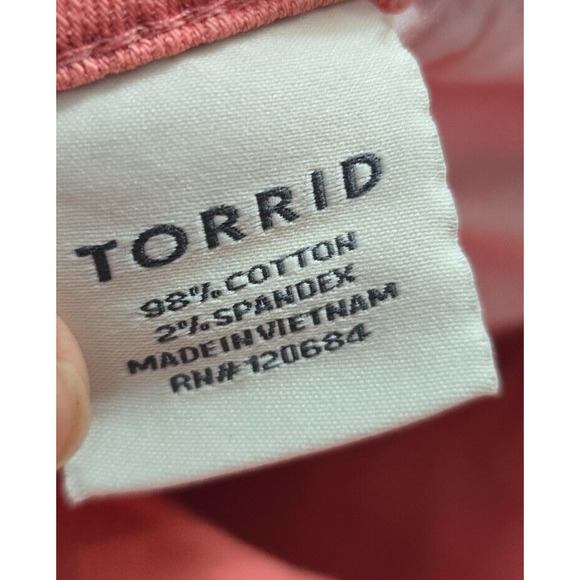 TORRID
98% COTTON
2% SPANDEX
MADE IN VIETNAM
RN# 120684